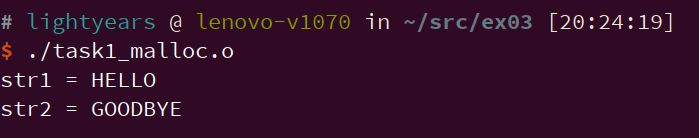 # lightyears @ lenovo-v1070 in ~/src/ex03 [20:24:19]
$ ./task1_malloc.o
str1 = HELLO
str2 = GOODBYE